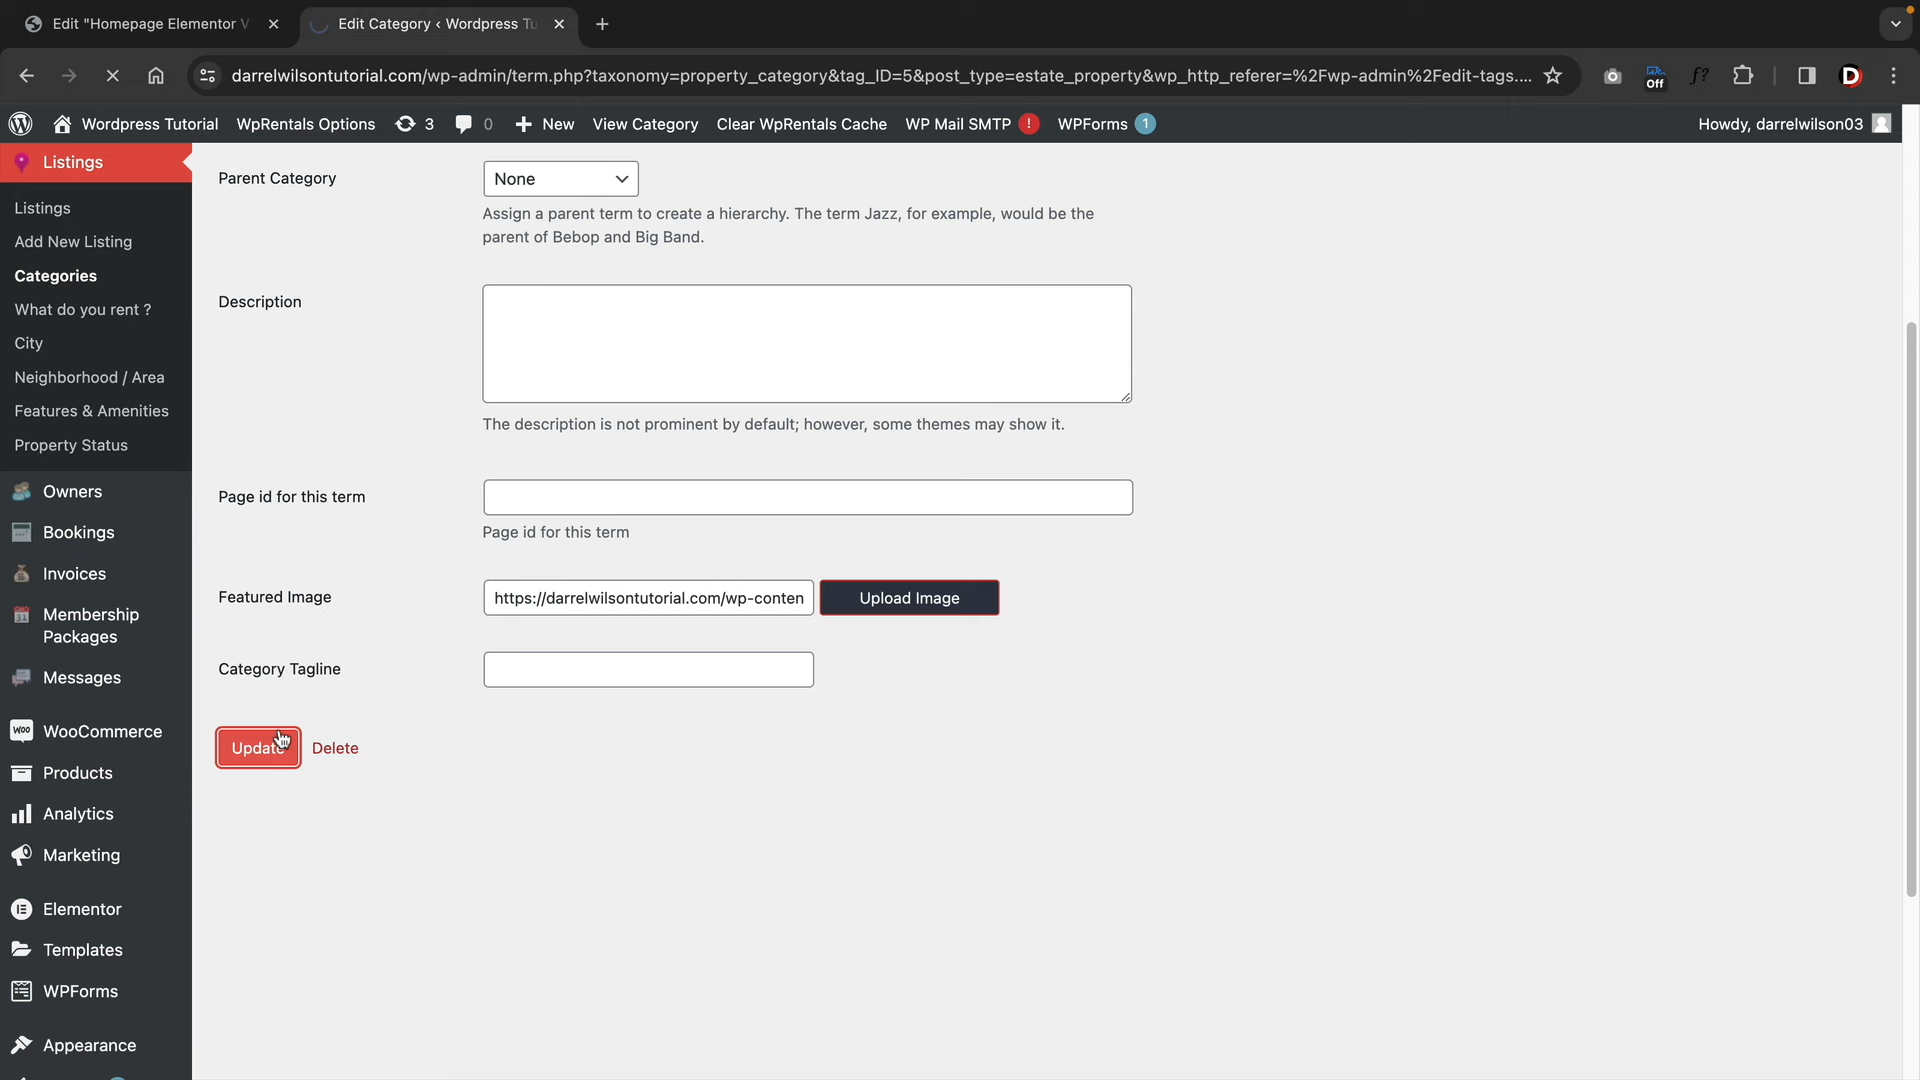 Edit "Homepage Elementor V
Edit Category ‹ Wordpress Tu
darrelwilsontutorial.com/wp-admin/term.php?taxonomy=property_category&tag_ID=5&post_type=estate_property&wp_http_referer=%2Fwp-admin%2Fedit-tags....
Off
f?
D
Wordpress Tutorial
WpRentals Options
3
0
New
View Category
Clear WpRentals Cache
WP Mail SMTP !
WPForms 1
Howdy, darrelwilson03
Listings
Listings
Add New Listing
Categories
What do you rent ?
City
Neighborhood / Area
Features & Amenities
Property Status
Owners
Bookings
Invoices
Membership
Packages
Messages
Woo WooCommerce
Products
Analytics
Marketing
Elementor
Templates
WPForms
Appearance
Parent Category
None
Assign a parent term to create a hierarchy. The term Jazz, for example, would be the
parent of Bebop and Big Band.
Description
The description is not prominent by default; however, some themes may show it.
Page id for this term
Page id for this term
Featured Image
https://darrelwilsontutorial.com/wp-conten
Upload Image
Category Tagline
Update
Delete